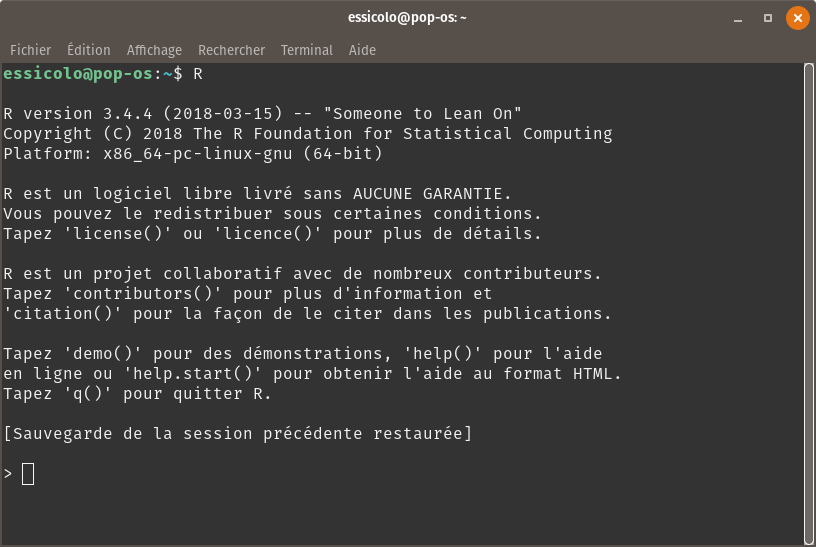 essicolo@pop-os: ~
Fichier Édition Affichage Rechercher Terminal Aide
essicolo@pop-os:~$ R
R version 3.4.4 (2018-03-15) -- "Someone to Lean On"
Copyright (C) 2018 The R Foundation for Statistical Computing
Platform: x86_64-pc-linux-gnu (64-bit)
R est un logiciel libre livré sans AUCUNE GARANTIE.
Vous pouvez le redistribuer sous certaines conditions.
Tapez 'license()' ou 'licence()' pour plus de détails.
R est un projet collaboratif avec de nombreux contributeurs.
Tapez 'contributors()' pour plus d'information et
'citation()' pour la façon de le citer dans les publications.
Tapez 'demo()' pour des démonstrations, 'help()' pour l'aide
en ligne ou 'help.start()' pour obtenir l'aide au format HTML.
Tapez 'q()' pour quitter R.
[Sauvegarde de la session précédente restaurée]
>